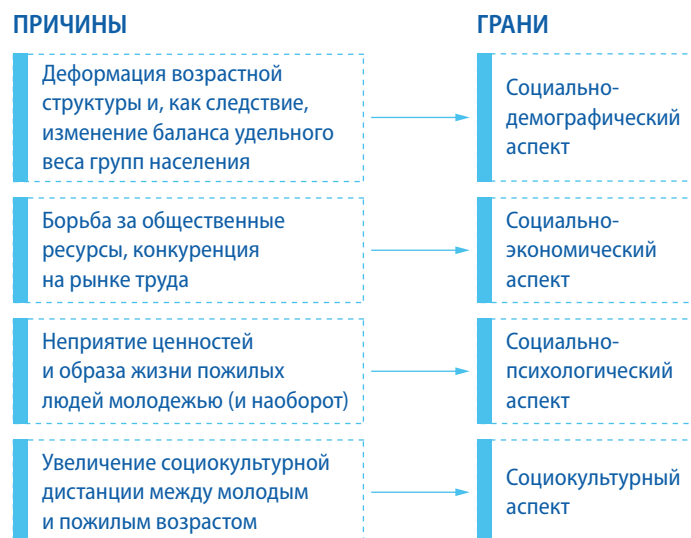 ПРИЧИНЫ
ГРАНИ
Деформация возрастной
структуры и, как следствие,
изменение баланса удельного
веса групп населения
Социально-
демографический
аспект
Борьба за общественные
ресурсы, конкуренция
на рынке труда
Социально-
экономический
аспект
Неприятие ценностей
и образа жизни пожилых
людей молодежью (и наоборот)
Социально-
психологический
аспект
Увеличение социокультурной
дистанции между молодым
и пожилым возрастом
Социокультурный
аспект